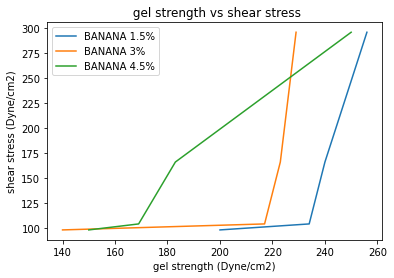 gel strength vs shear stress
BANANA 1.5%
BANANA 3%
BANANA 4.5%
shear stress (Dyne/cm2)
300
275
250
225
200
175
150
125
100
140
160
180
200
220
240
260
gel strength (Dyne/cm2)